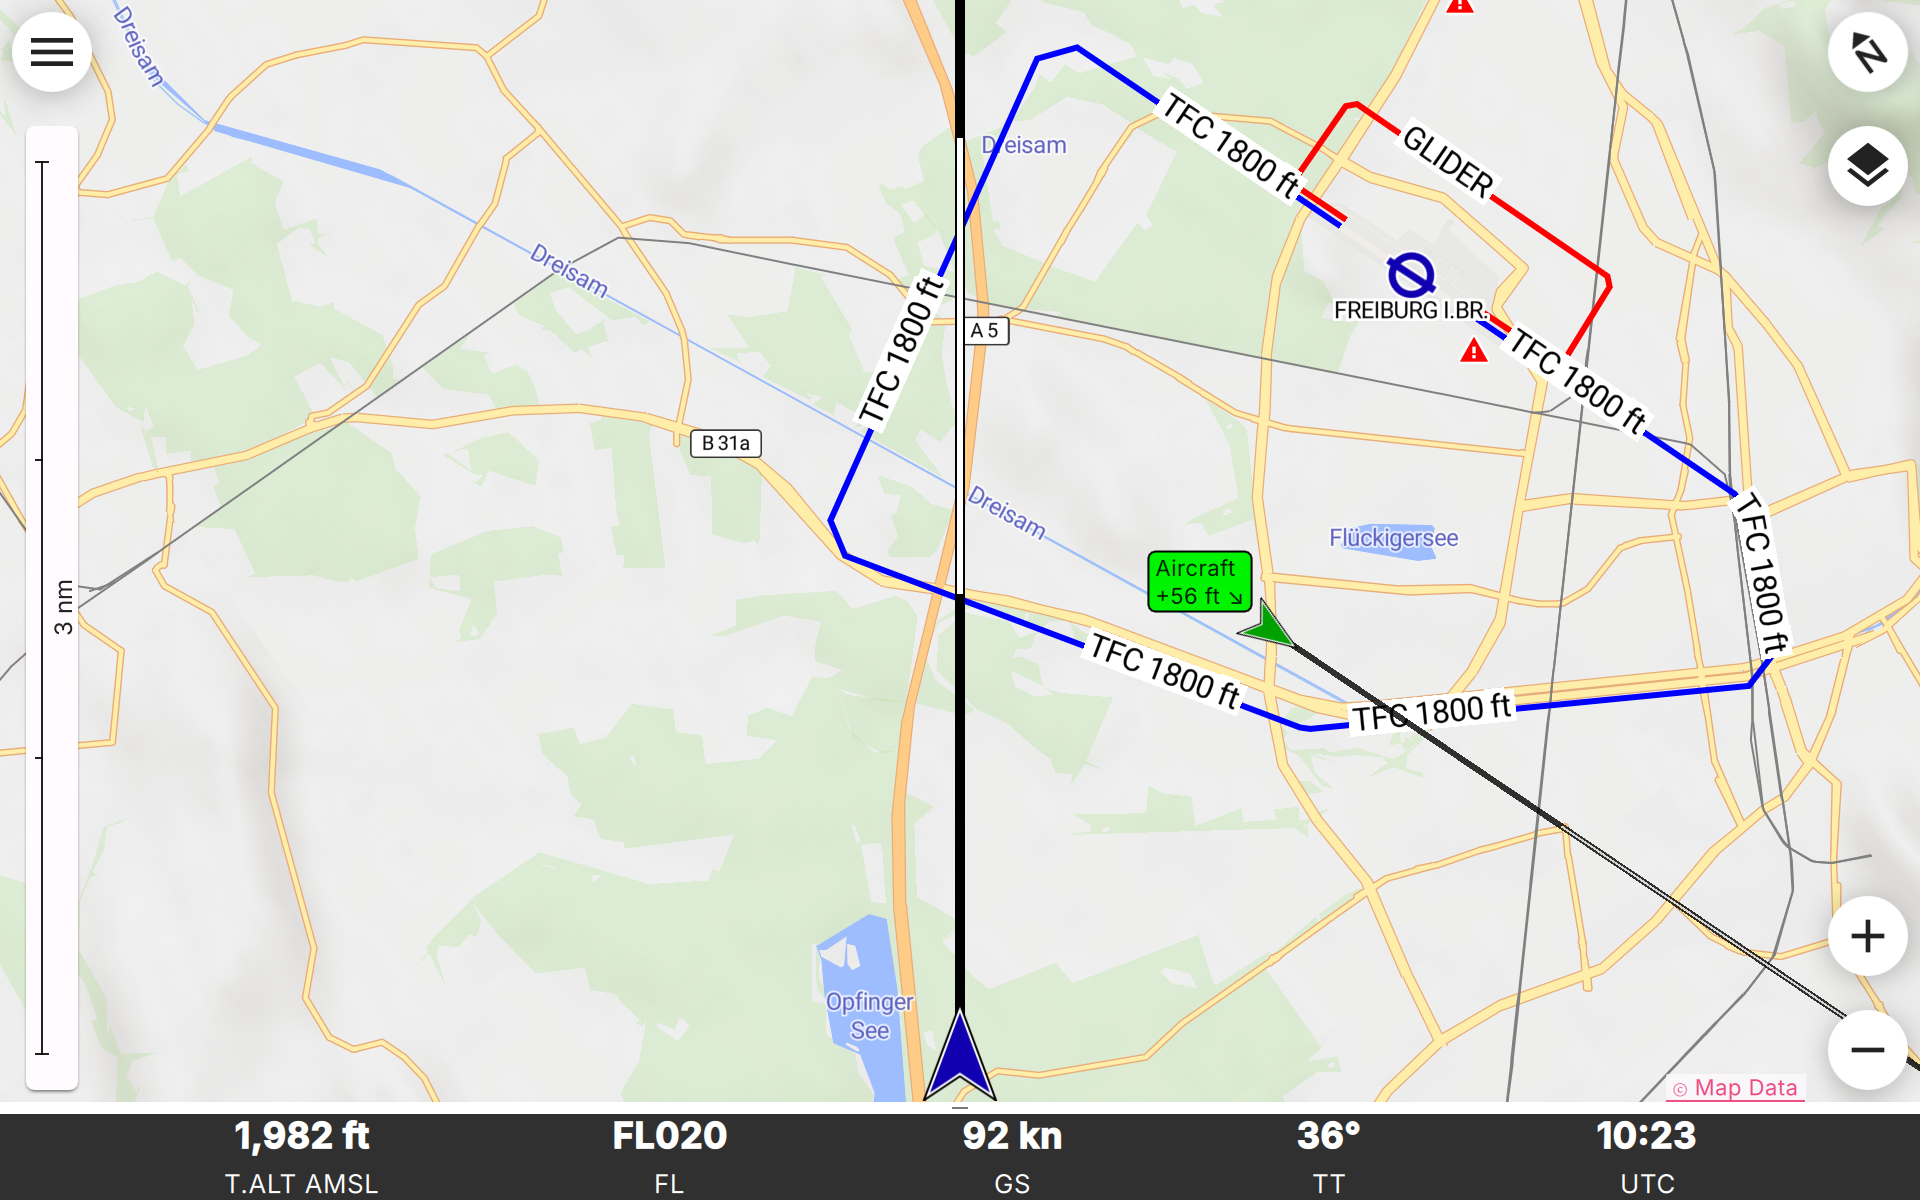 Dreisam
Dreisam
TFC 1800 ft
GLIDER
Dreisam
TFC 1800 ft
FREIBURG I.BR.
A 5
TFC 1800 ft
B 31a
Dreisam
Flückigersee
TFC 1800 ft
Aircraft
+56 ft ↘
3 nm
TFC 1800 ft
TFC 1800 ft
Opfinger
See
N
© Map Data
1,982 ft
T.ALT AMSL
FL020
FL
92 kn
GS
36°
TT
10:23
UTC